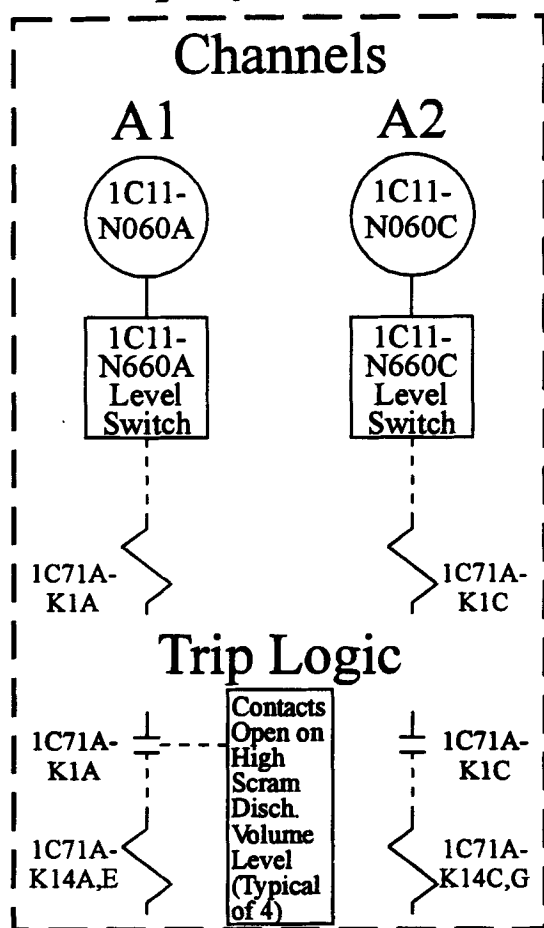 Channels
A1
A2
1C11-
N060A
1C11-
N060C
1C11-
N660A
Level
Switch
1C11-
N660C
Level
Switch
1C71A-
K1A
1C71A-
K1C
Trip Logic
1C71A-
K1A
Contacts
Open on
High
Scram
Disch.
Volume
Level
(Typical
of 4)
1C71A-
K1C
1C71A-
K14A,E
1C71A-
K14C,G